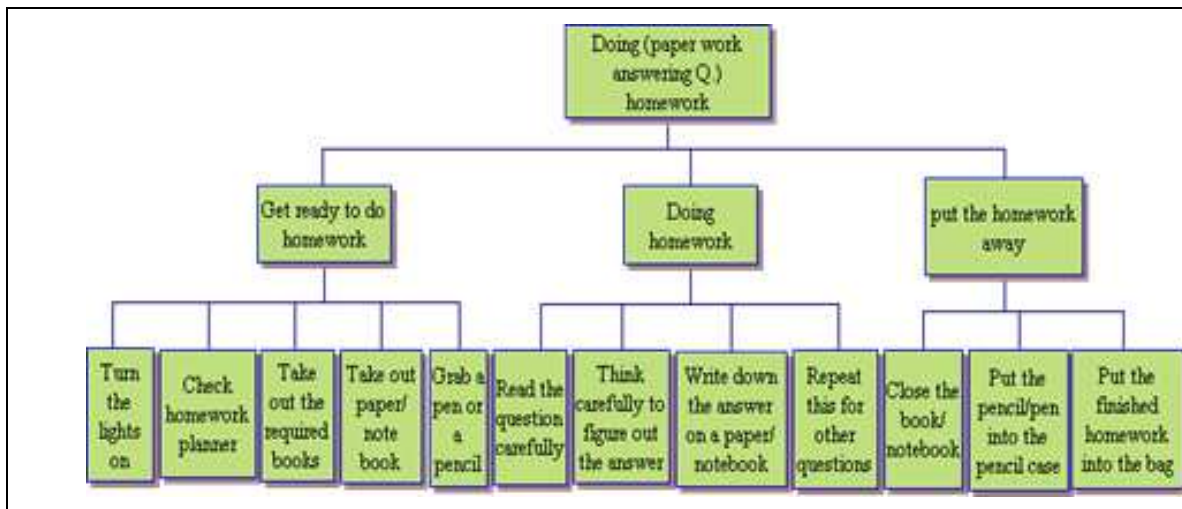 Doing (paper work
answering Q.)
homework
Get ready to do
homework
Doing
homework
put the homework
away
Turn
the
lights
on
Check
homework
planner
Take
out the
required
books
Take out
paper/
note
book
Grab a
pen or
a
pencil
Read the
question
carefully
Think
carefully to
figure out
the answer
Write down
the answer
on a paper/
notebook
Repeat
this for
other
questions
Close the
book/
notebook
Put the
pencil/pen
into the
pencil case
Put the
finished
homework
into the bag